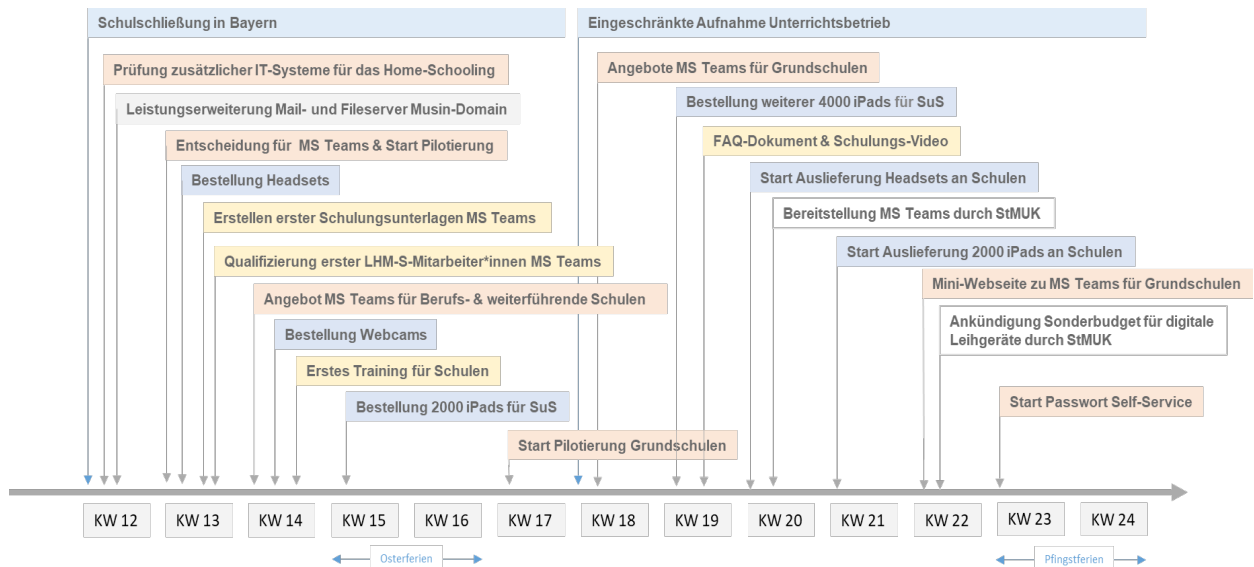 Schulschließung in Bayern
Eingeschränkte Aufnahme Unterrichtsbetrieb
Prüfung zusätzlicher IT-Systeme für das Home-Schooling
Leistungserweiterung Mail- und Fileserver Musin-Domain
Entscheidung für MS Teams & Start Pilotierung
Bestellung Headsets
Erstellen erster Schulungsunterlagen MS Teams
Qualifizierung erster LHM-S-Mitarbeiter*innen MS Teams
Angebot MS Teams für Berufs- & weiterführende Schulen
Bestellung Webcams
Erstes Training für Schulen
Bestellung 2000 iPads für SuS
Start Pilotierung Grundschulen
Angebote MS Teams für Grundschulen
Bestellung weiterer 4000 iPads für SuS
FAQ-Dokument & Schulungs-Video
Start Auslieferung Headsets an Schulen
Bereitstellung MS Teams durch StMUK
Start Auslieferung 2000 iPads an Schulen
Mini-Webseite zu MS Teams für Grundschulen
Ankündigung Sonderbudget für digitale
Leihgeräte durch StMUK
Start Passwort Self-Service
KW 12
KW 13
KW 14
KW 15
KW 16
KW 17
KW 18
KW 19
KW 20
KW 21
KW 22
KW 23
KW 24
Osterferien
Pfingstferien